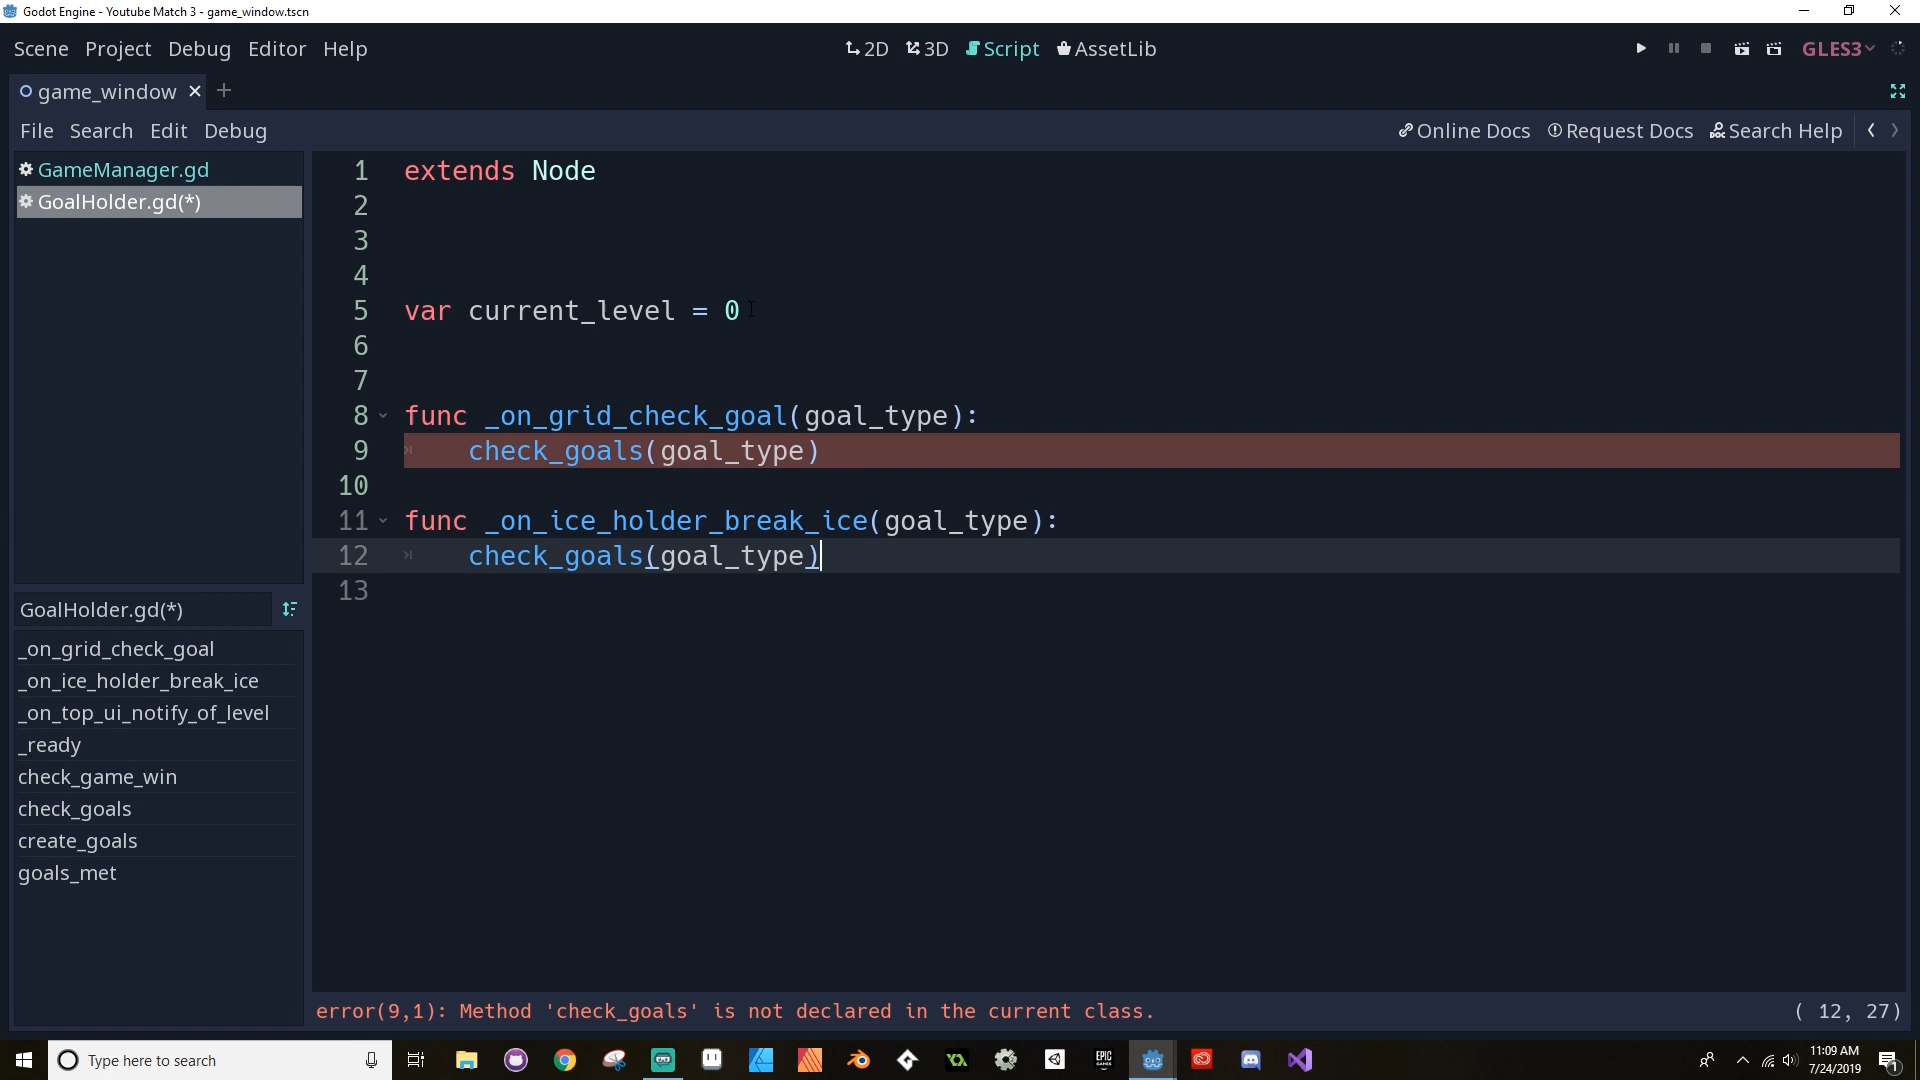 Godot Engine - Youtube Match 3 - game_window.tscn
Scene Project Debug Editor Help
2D 3D Script AssetLib
GLES3
game_window
File Search Edit Debug
Online Docs Request Docs Search Help
GameManager.gd
GoalHolder.gd(*)
1 extends Node
2
3
4
5 var current_level = 0
6
7
8 func _on_grid_check_goal(goal_type):
9 check_goals(goal_type)
10
11 func _on_ice_holder_break_ice(goal_type):
12 check_goals(goal_type)
13
GoalHolder.gd(*)
_on_grid_check_goal
_on_ice_holder_break_ice
_on_top_ui_notify_of_level
_ready
check_game_win
check_goals
create_goals
goals_met
error(9,1): Method 'check_goals' is not declared in the current class.
( 12, 27)
Type here to search
EPIC GAMES
11:09 AM
7/24/2019
1